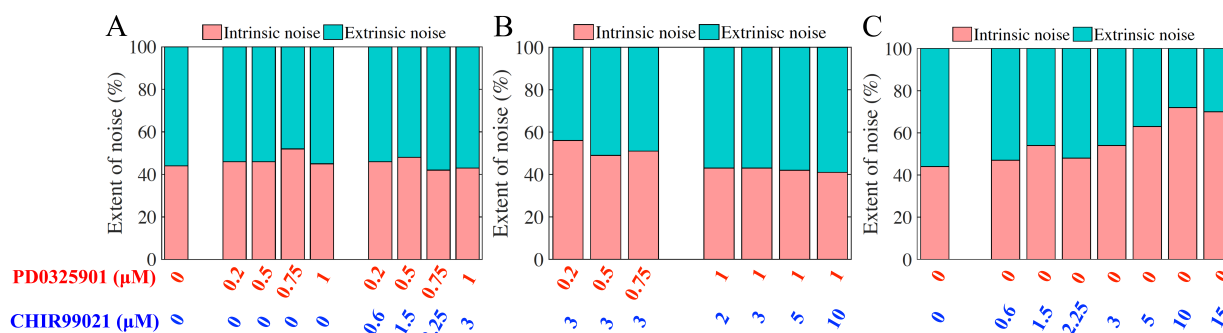 A
B
C
Intrinsic noise Extrinsic noise
Intrinsic noise Extrinisc noise
Intrinsic noise Extrinsic noise
Extent of noise (%)
100
80
60
40
20
0
Extent of noise (%)
100
80
60
40
20
0
Extent of noise (%)
100
80
60
40
20
0
PD0325901 (μM) 0 0.2 0.5 0.75 1 0.2 0.5 0.75 1 0.2 0.5 0.75 1 1 1 1 0 0 0 0 0 0 0 0
CHIR99021 (μM) 0 0 0 0 0 0.6 1.5 2.25 3 3 3 3 2 3 5 10 0 0.6 1.5 2.25 3 5 10 15